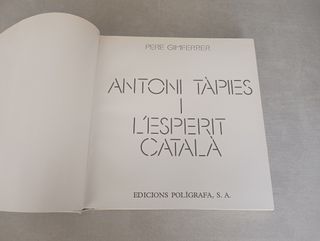 PERE GIMFERRER
ANTONI TÀPIES
I
L'ESPERIT
CATALÀ
EDICIONS POLÍGRAFA, S. A.